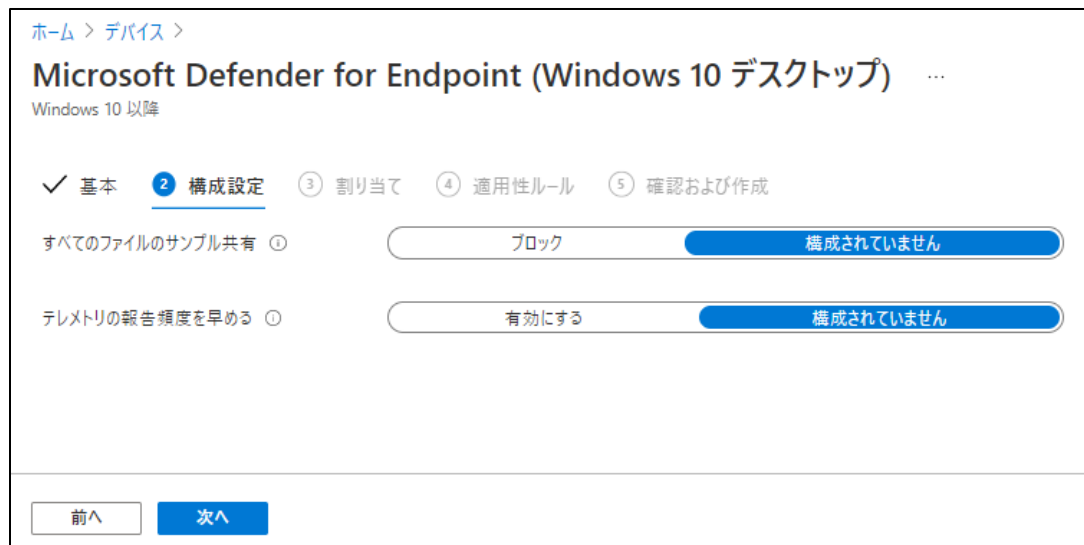 ホーム > デバイス >
Microsoft Defender for Endpoint (Windows 10 デスクトップ) ...
Windows 10 以降
基本 2 構成設定 3 割り当て 4 適用性ルール 5 確認および作成
すべてのファイルのサンプル共有 ブロック 構成されていません
テレメトリの報告頻度を早める 有効にする 構成されていません
前へ 次へ